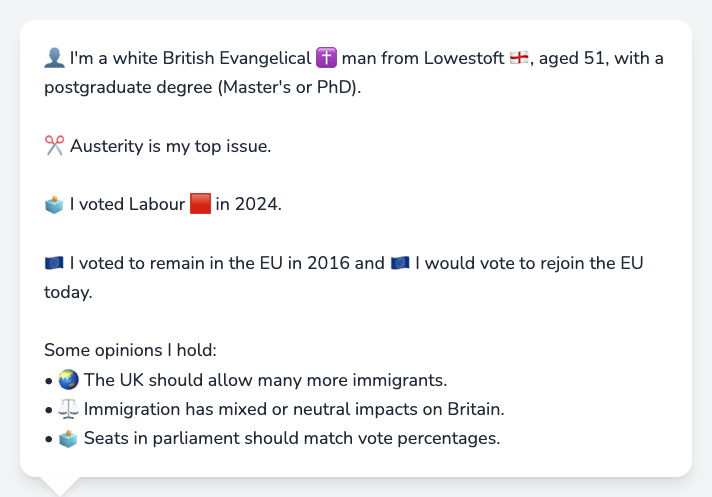 👤 I'm a white British Evangelical ✝️ man from Lowestoft 🏴󠁧󠁢󠁥󠁮󠁧󠁿, aged 51, with a
postgraduate degree (Master's or PhD).
✂️ Austerity is my top issue.
🗳️ I voted Labour 🟥 in 2024.
🇪🇺 I voted to remain in the EU in 2016 and 🇪🇺 I would vote to rejoin the EU
today.
Some opinions I hold:
• 🌏 The UK should allow many more immigrants.
• ⚖️ Immigration has mixed or neutral impacts on Britain.
• 🗳️ Seats in parliament should match vote percentages.